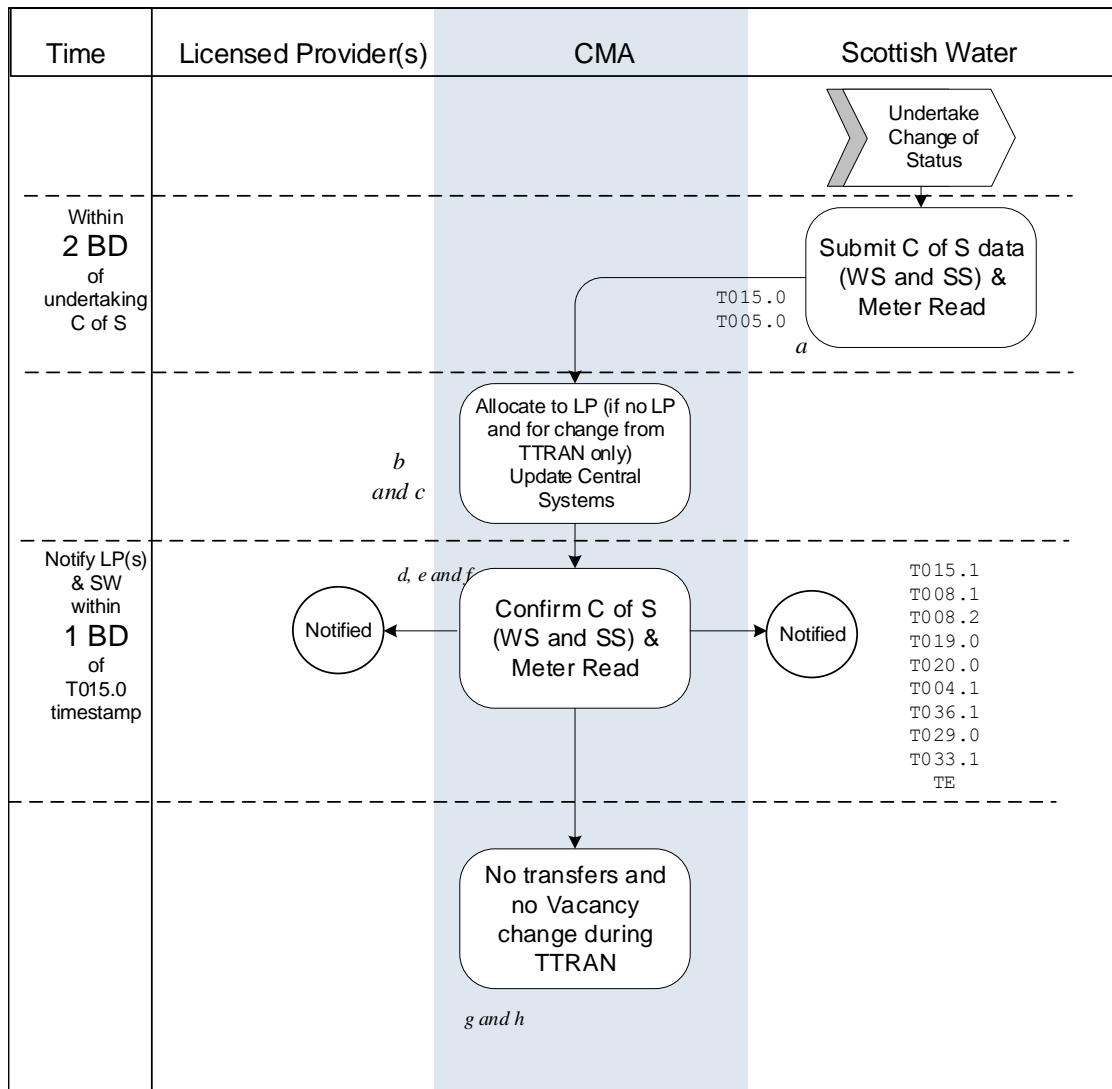 Time
Licensed Provider(s)
CMA
Scottish Water
Undertake
Change of
Status
Within
2 BD
of
undertaking
C of S
Submit C of S data
(WS and SS) &
Meter Read
T015.0
T005.0
a
Allocate to LP (if no LP
and for change from
TTRAN only)
Update Central
Systems
b
and c
Notify LP(s)
& SW
within
1 BD
of
T015.0
timestamp
d, e and f
Notified
Confirm C of S
(WS and SS) &
Meter Read
Notified
T015.1
T008.1
T008.2
T019.0
T020.0
T004.1
T036.1
T029.0
T033.1
TE
No transfers and
no Vacancy
change during
TTRAN
g and h